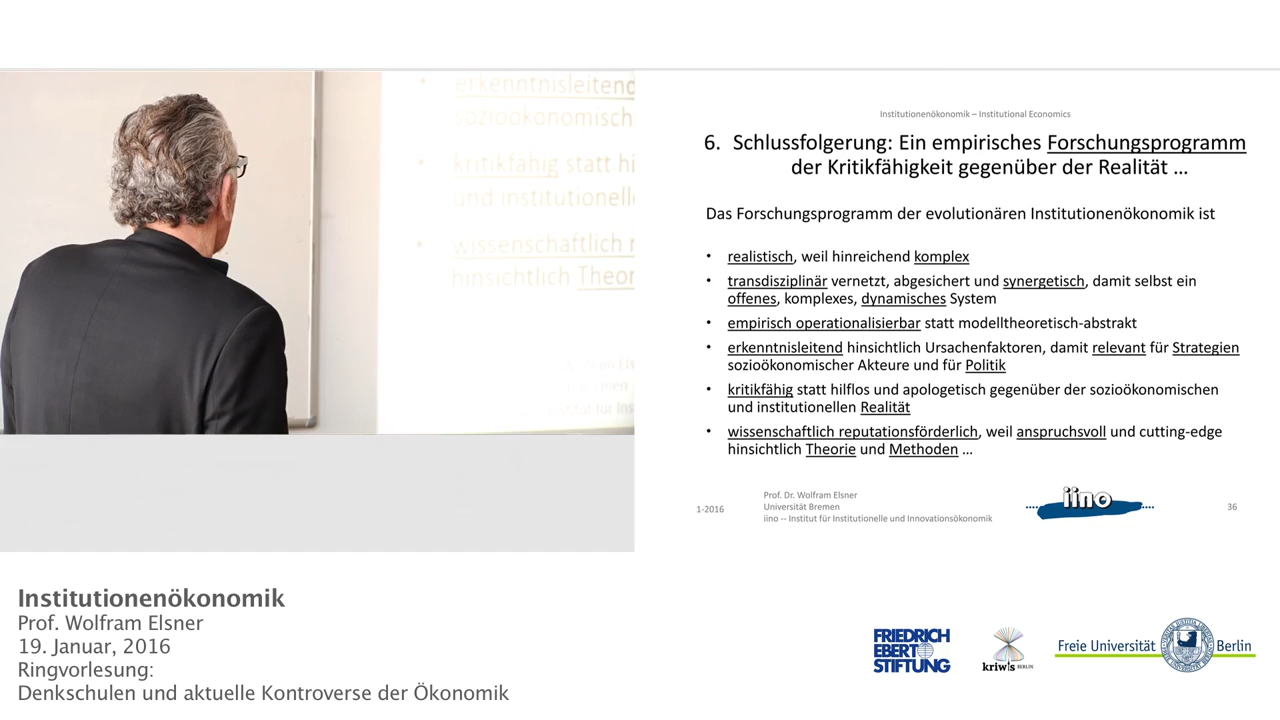 erkenntnisleitend
sozioökonomisch
kritikfähig statt hi
und institutionell
wissenschaftlich r
hinsichtlich Theor
Institutionenökonomik – Institutional Economics
6. Schlussfolgerung: Ein empirisches Forschungsprogramm
der Kritikfähigkeit gegenüber der Realität ...
Das Forschungsprogramm der evolutionären Institutionenökonomik ist
• realistisch, weil hinreichend komplex
• transdisziplinär vernetzt, abgesichert und synergetisch, damit selbst ein
offenes, komplexes, dynamisches System
• empirisch operationalisierbar statt modelltheoretisch-abstrakt
• erkenntnisleitend hinsichtlich Ursachenfaktoren, damit relevant für Strategien
sozioökonomischer Akteure und für Politik
• kritikfähig statt hilflos und apologetisch gegenüber der sozioökonomischen
und institutionellen Realität
• wissenschaftlich reputationsförderlich, weil anspruchsvoll und cutting-edge
hinsichtlich Theorie und Methoden ...
1-2016
Prof. Dr. Wolfram Elsner
Universität Bremen
iino -- Institut für Institutionelle und Innovationsökonomik
iino
36
Institutionenökonomik
Prof. Wolfram Elsner
19. Januar, 2016
Ringvorlesung:
Denkschulen und aktuelle Kontroverse der Ökonomik
FRIEDRICH
EBERT
STIFTUNG
kriwis BERLIN
Freie Universität Berlin